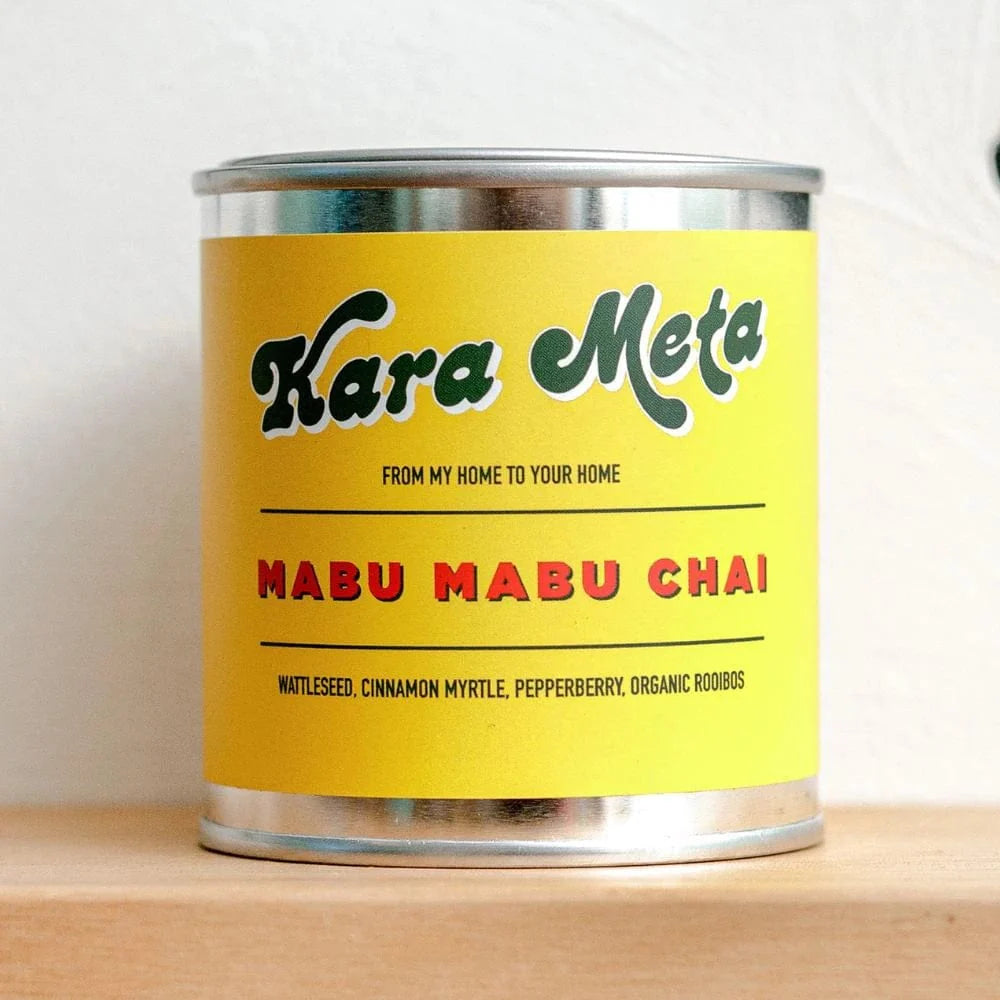 Kara Meta
FROM MY HOME TO YOUR HOME
MABU MABU CHAI
WATTLESEED, CINNAMON MYRTLE, PEPPERBERRY, ORGANIC ROOIBOS